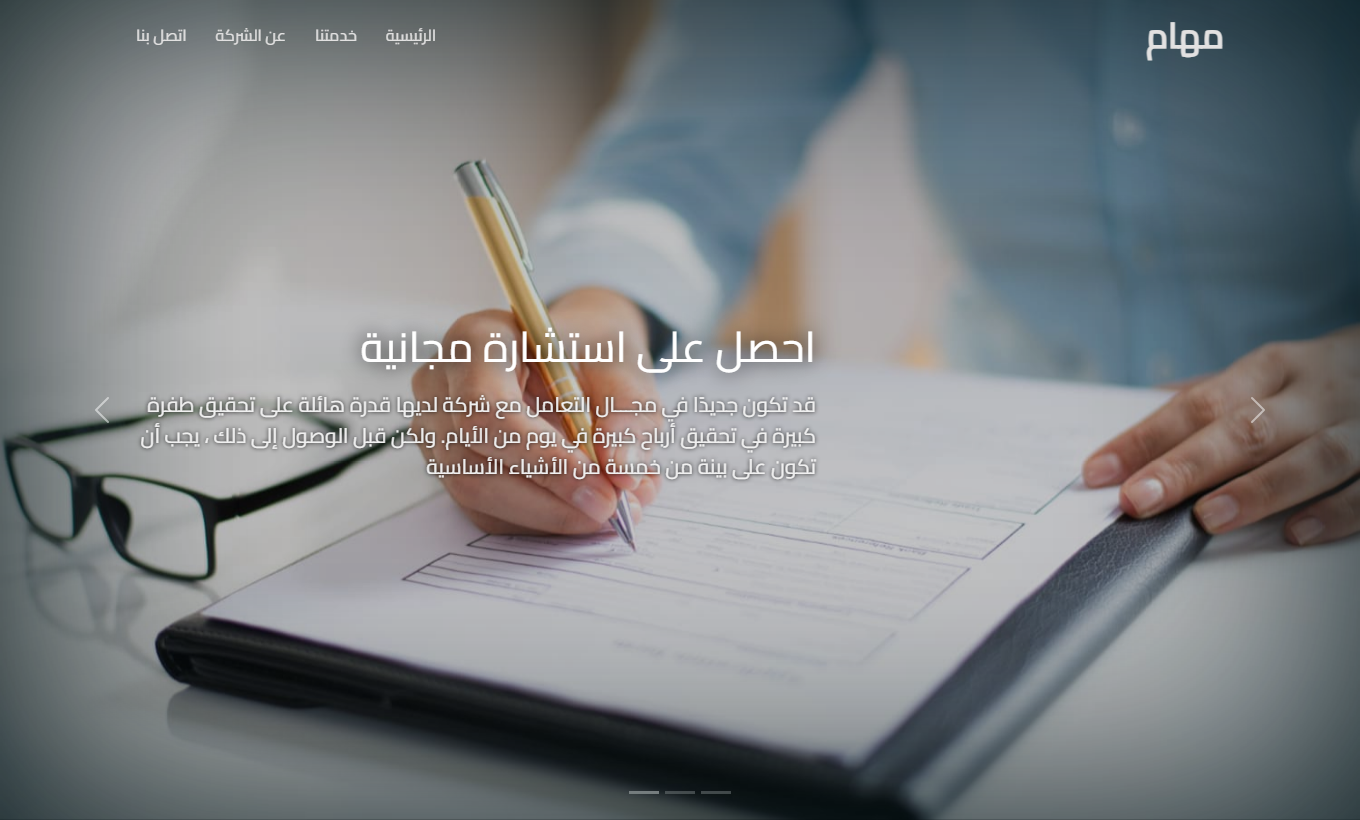 مهام
الرئيسية
خدمتنا
عن الشركة
اتصل بنا
احصل على استشارة مجانية
قد تكون جديدًا في مجـــال التعامل مع شركة لديها قدرة هائلة على تحقيق طفرة
كبيرة في تحقيق أرباح كبيرة في يوم من الأيام. ولكن قبل الوصول إلى ذلك ، يجب أن
تكون على بينة من خمسة من الأشياء الأساسية